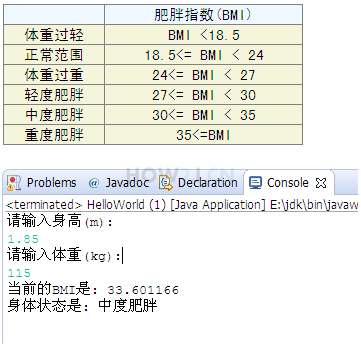 肥胖指数(BMI)
体重过轻 BMI <18.5
正常范围 18.5<= BMI < 24
体重过重 24<= BMI < 27
轻度肥胖 27<= BMI < 30
中度肥胖 30<= BMI < 35
重度肥胖 35<=BMI
HOW2J.CN
Problems @ Javadoc Declaration Console
<terminated> HelloWorld (1) [Java Application] E:\jdk\bin\javaw
请输入身高(m):
1.85
请输入体重(kg):
115
当前的BMI是: 33.601166
身体状态是: 中度肥胖